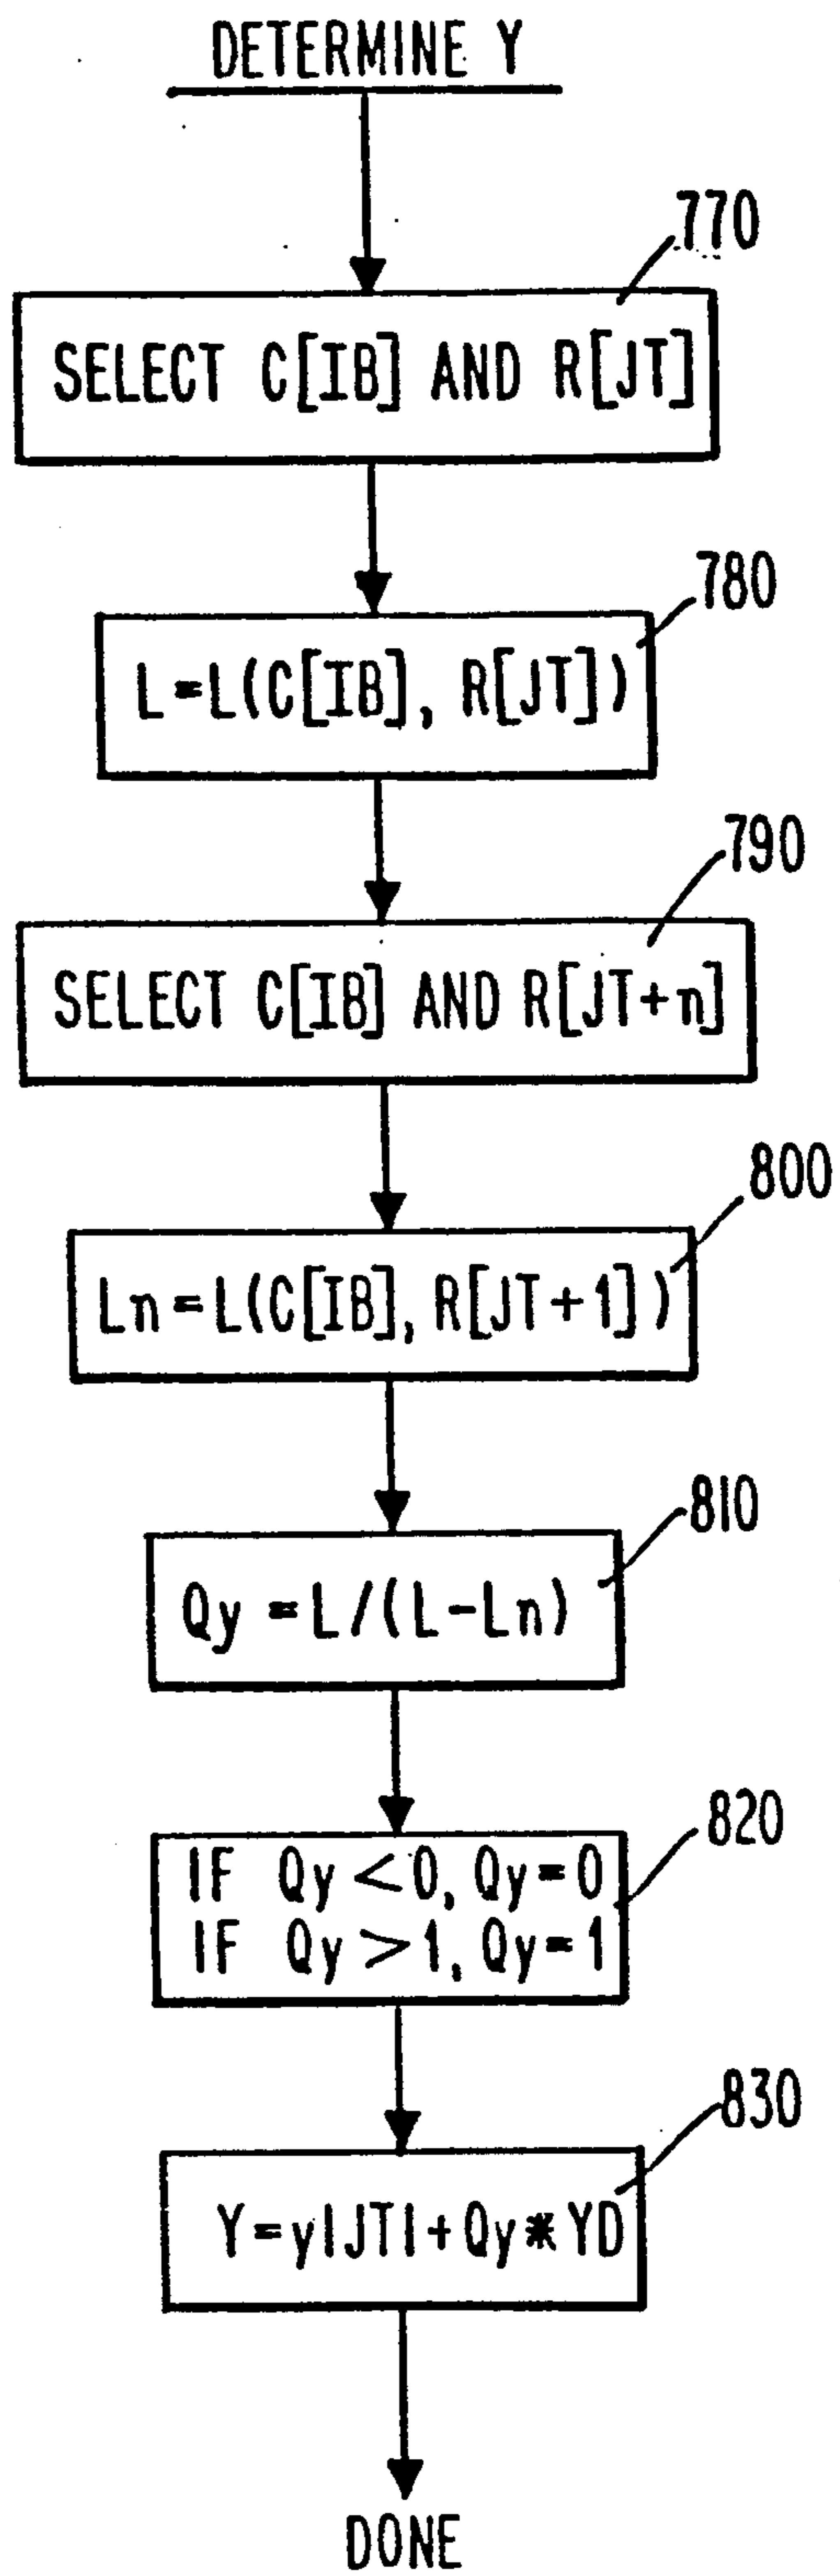 DETERMINE Y
770
SELECT C[IB] AND R[JT]
780
L=L(C[IB], R[JT])
790
SELECT C[IB] AND R[JT+n]
800
Ln=L(C[IB], R[JT+1])
810
Qy=L/(L-Ln)
820
IF Qy<0, Qy=0
IF Qy>1, Qy=1
830
Y=y|JT|+Qy*YD
DONE